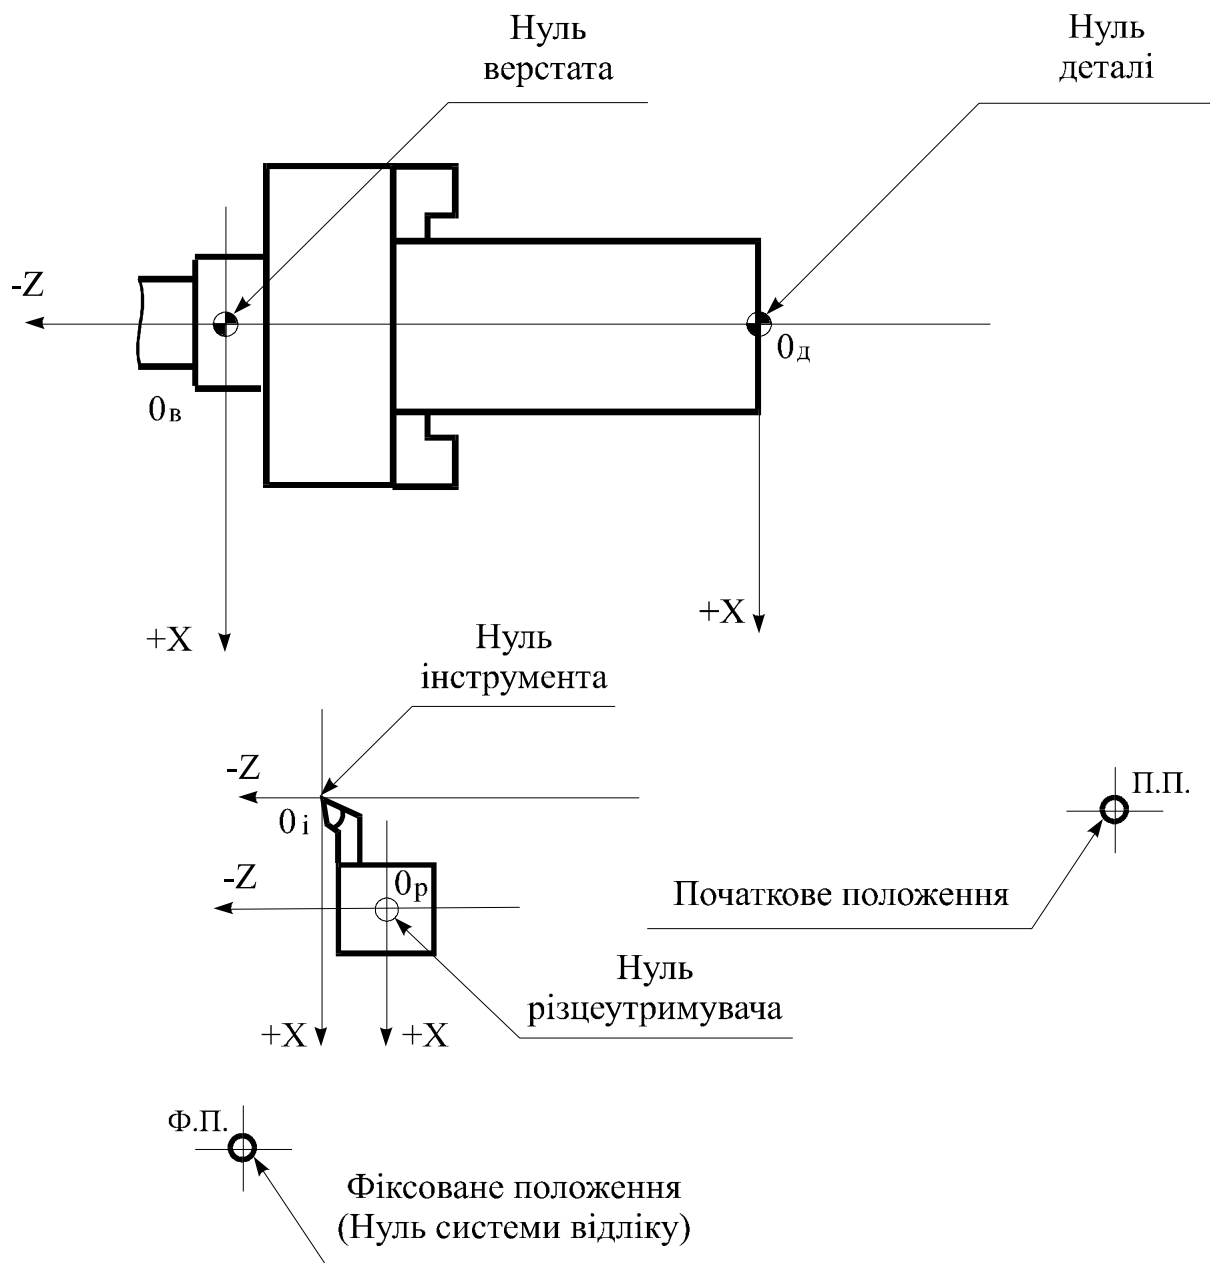 Нуль
верстата
Нуль
деталі
-Z
0д
0в
+X
+X
Нуль
інструмента
-Z
0і
П.П.
-Z
0р
Початкове положення
Нуль
різцеутримувача
+X
+X
Ф.П.
Фіксоване положення
(Нуль системи відліку)